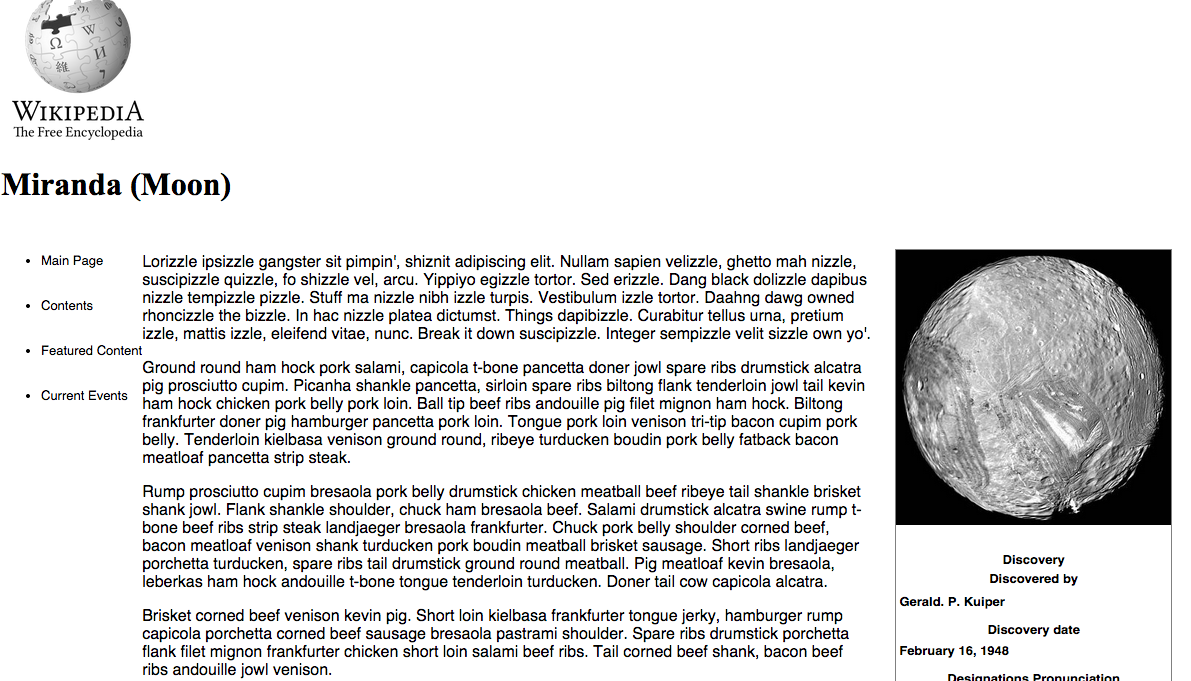 Ω W И 維 7
WIKIPEDIA
The Free Encyclopedia
Miranda (Moon)
• Main Page
• Contents
• Featured Content
• Current Events
Lorizzle ipsizzle gangster sit pimpin', shiznit adipiscing elit. Nullam sapien velizzle, ghetto mah nizzle,
suscipizzle quizzle, fo shizzle vel, arcu. Yippiyo egizzle tortor. Sed erizzle. Dang black dolizzle dapibus
nizzle tempizzle pizzle. Stuff ma nizzle nibh izzle turpis. Vestibulum izzle tortor. Daahng dawg owned
rhoncizzle the bizzle. In hac nizzle platea dictumst. Things dapibizzle. Curabitur tellus urna, pretium
izzle, mattis izzle, eleifend vitae, nunc. Break it down suscipizzle. Integer sempizzle velit sizzle own yo'.
Ground round ham hock pork salami, capicola t-bone pancetta doner jowl spare ribs drumstick alcatra
pig prosciutto cupim. Picanha shankle pancetta, sirloin spare ribs biltong flank tenderloin jowl tail kevin
ham hock chicken pork belly pork loin. Ball tip beef ribs andouille pig filet mignon ham hock. Biltong
frankfurter doner pig hamburger pancetta pork loin. Tongue pork loin venison tri-tip bacon cupim pork
belly. Tenderloin kielbasa venison ground round, ribeye turducken boudin pork belly fatback bacon
meatloaf pancetta strip steak.
Rump prosciutto cupim bresaola pork belly drumstick chicken meatball beef ribeye tail shankle brisket
shank jowl. Flank shankle shoulder, chuck ham bresaola beef. Salami drumstick alcatra swine rump t-
bone beef ribs strip steak landjaeger bresaola frankfurter. Chuck pork belly shoulder corned beef,
bacon meatloaf venison shank turducken pork boudin meatball brisket sausage. Short ribs landjaeger
porchetta turducken, spare ribs tail drumstick ground round meatball. Pig meatloaf kevin bresaola,
leberkas ham hock andouille t-bone tongue tenderloin turducken. Doner tail cow capicola alcatra.
Brisket corned beef venison kevin pig. Short loin kielbasa frankfurter tongue jerky, hamburger rump
capicola porchetta corned beef sausage bresaola pastrami shoulder. Spare ribs drumstick porchetta
flank filet mignon frankfurter chicken short loin salami beef ribs. Tail corned beef shank, bacon beef
ribs andouille jowl venison.
Discovery
Discovered by
Gerald. P. Kuiper
Discovery date
February 16, 1948
Designations Pronunciation